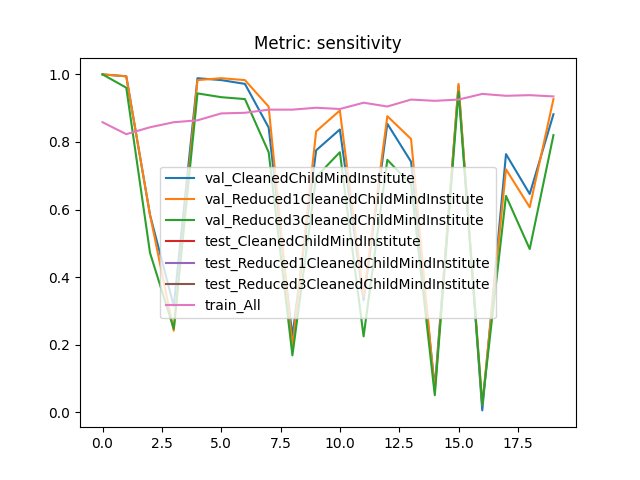 Metric: sensitivity
1.0
0.8
0.6
0.4
0.2
0.0
val_CleanedChildMindInstitute
val_Reduced1CleanedChildMindInstitute
val_Reduced3CleanedChildMindInstitute
test_CleanedChildMindInstitute
test_Reduced1CleanedChildMindInstitute
test_Reduced3CleanedChildMindInstitute
train_All
0.0 2.5 5.0 7.5 10.0 12.5 15.0 17.5